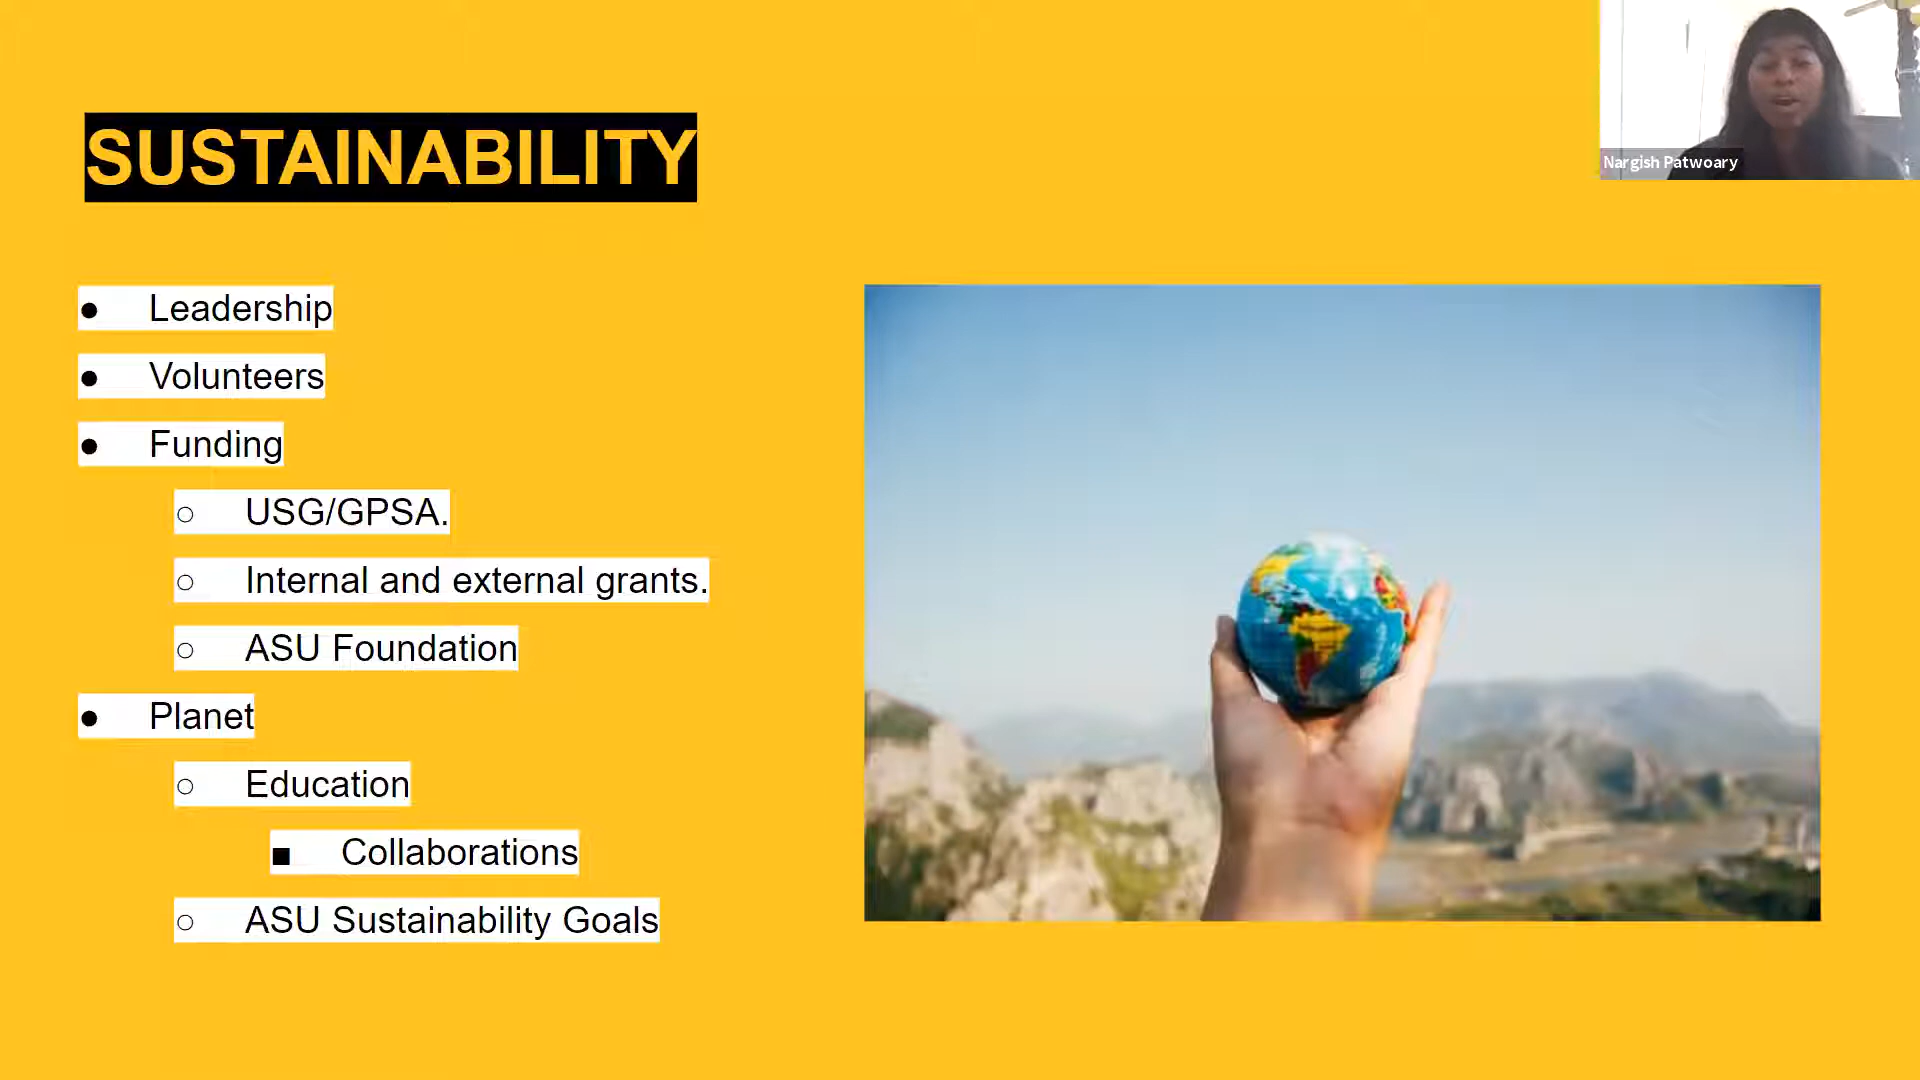 SUSTAINABILITY
Nargish Patwoary
● Leadership
● Volunteers
● Funding
○ USG/GPSA.
○ Internal and external grants.
○ ASU Foundation
● Planet
○ Education
■ Collaborations
○ ASU Sustainability Goals